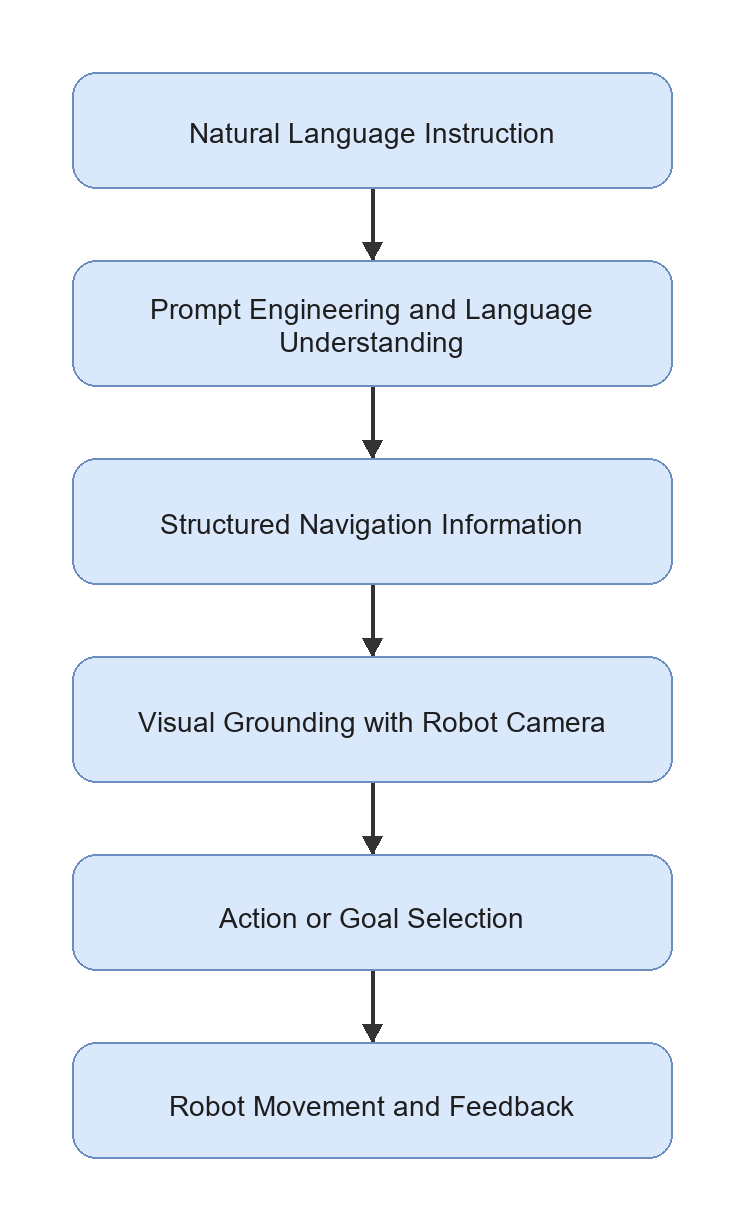 Natural Language Instruction
Prompt Engineering and Language
Understanding
Structured Navigation Information
Visual Grounding with Robot Camera
Action or Goal Selection
Robot Movement and Feedback